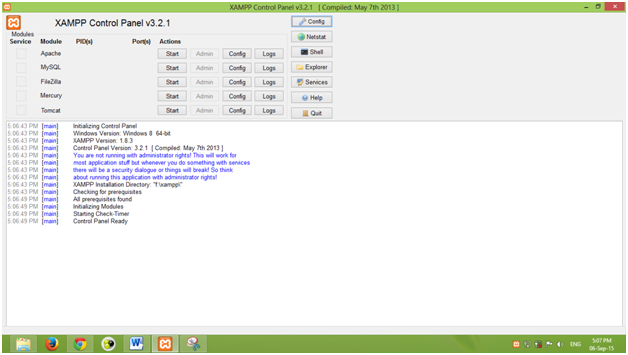 XAMPP Control Panel v3.2.1 [ Compiled: May 7th 2013 ]
XAMPP Control Panel v3.2.1
Config
Modules
Service Module PID(s) Port(s) Actions
Netstat
Apache Start Admin Config Logs
Shell
MySQL Start Admin Config Logs
Explorer
FileZilla Start Admin Config Logs
Services
Mercury Start Admin Config Logs
Help
Tomcat Start Admin Config Logs
Quit
5:06:43 PM [main] Initializing Control Panel
5:06:43 PM [main] Windows Version: Windows 8 64-bit
5:06:43 PM [main] XAMPP Version: 1.8.3
5:06:43 PM [main] Control Panel Version: 3.2.1 [ Compiled: May 7th 2013 ]
5:06:43 PM [main] You are not running with administrator rights! This will work for
5:06:43 PM [main] most application stuff but whenever you do something with services
5:06:43 PM [main] there will be a security dialogue or things will break! So think
5:06:43 PM [main] about running this application with administrator rights!
5:06:43 PM [main] XAMPP Installation Directory: "f:\xampp\"
5:06:43 PM [main] Checking for prerequisites
5:06:49 PM [main] All prerequisites found
5:06:49 PM [main] Initializing Modules
5:06:49 PM [main] Starting Check-Timer
5:06:49 PM [main] Control Panel Ready
ENG
5:07 PM
06-Sep-15